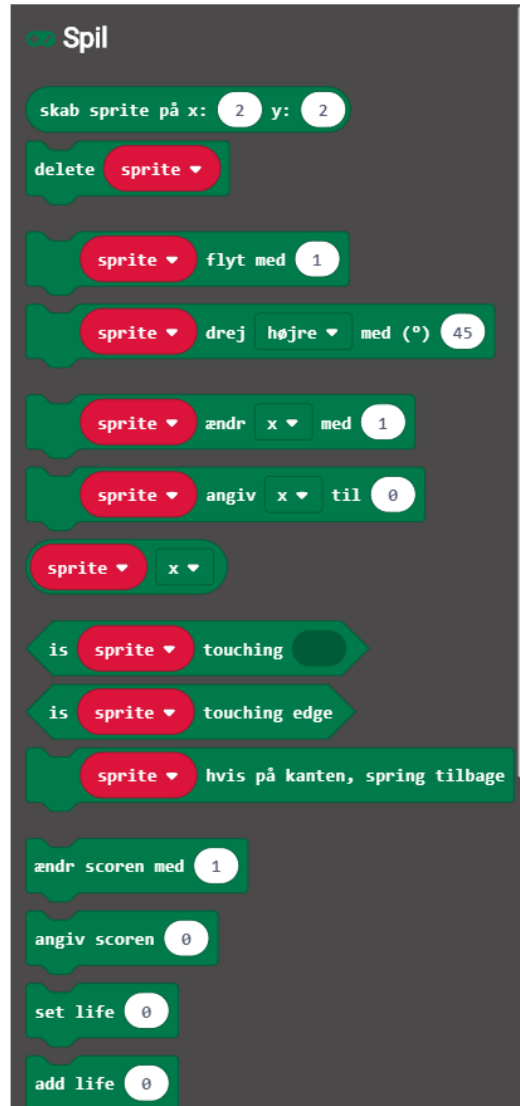 Spil
skab sprite på x: 2 y: 2
delete sprite
sprite flyt med 1
sprite drej højre med (°) 45
sprite ændr x med 1
sprite angiv x til 0
sprite x
is sprite touching
is sprite touching edge
sprite hvis på kanten, spring tilbage
ændr scoren med 1
angiv scoren 0
set life 0
add life 0